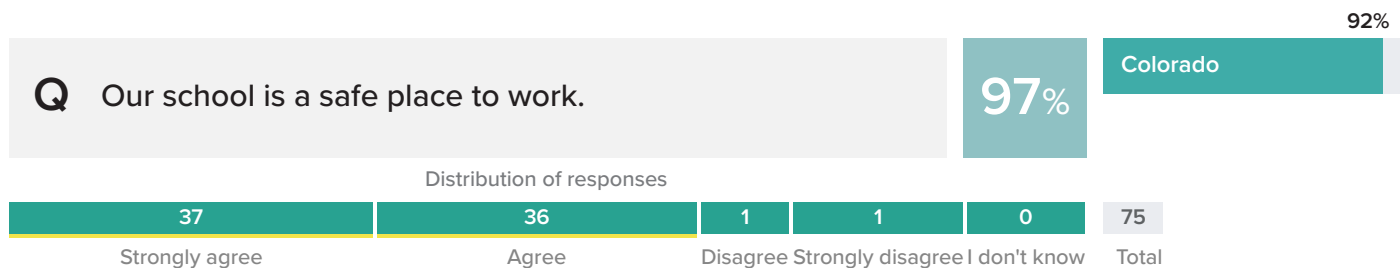 92%
Q Our school is a safe place to work.
97%
Colorado
Distribution of responses
37 36 1 1 0 75
Strongly agree Agree Disagree Strongly disagree I don't know Total